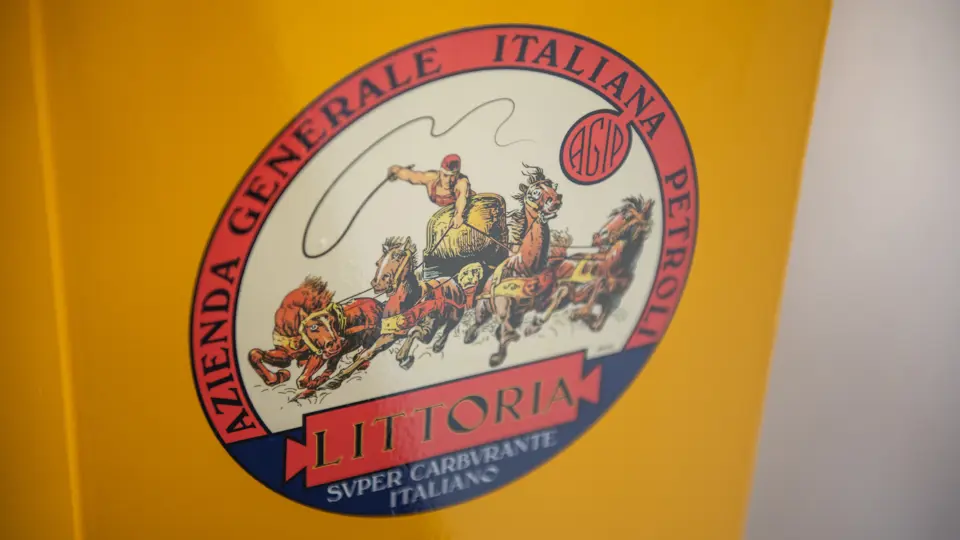 AZIENDA GENERALE ITALIANA PETROLI
AGIP
LITTORIA
SVPER CARBVRANTE
ITALIANO